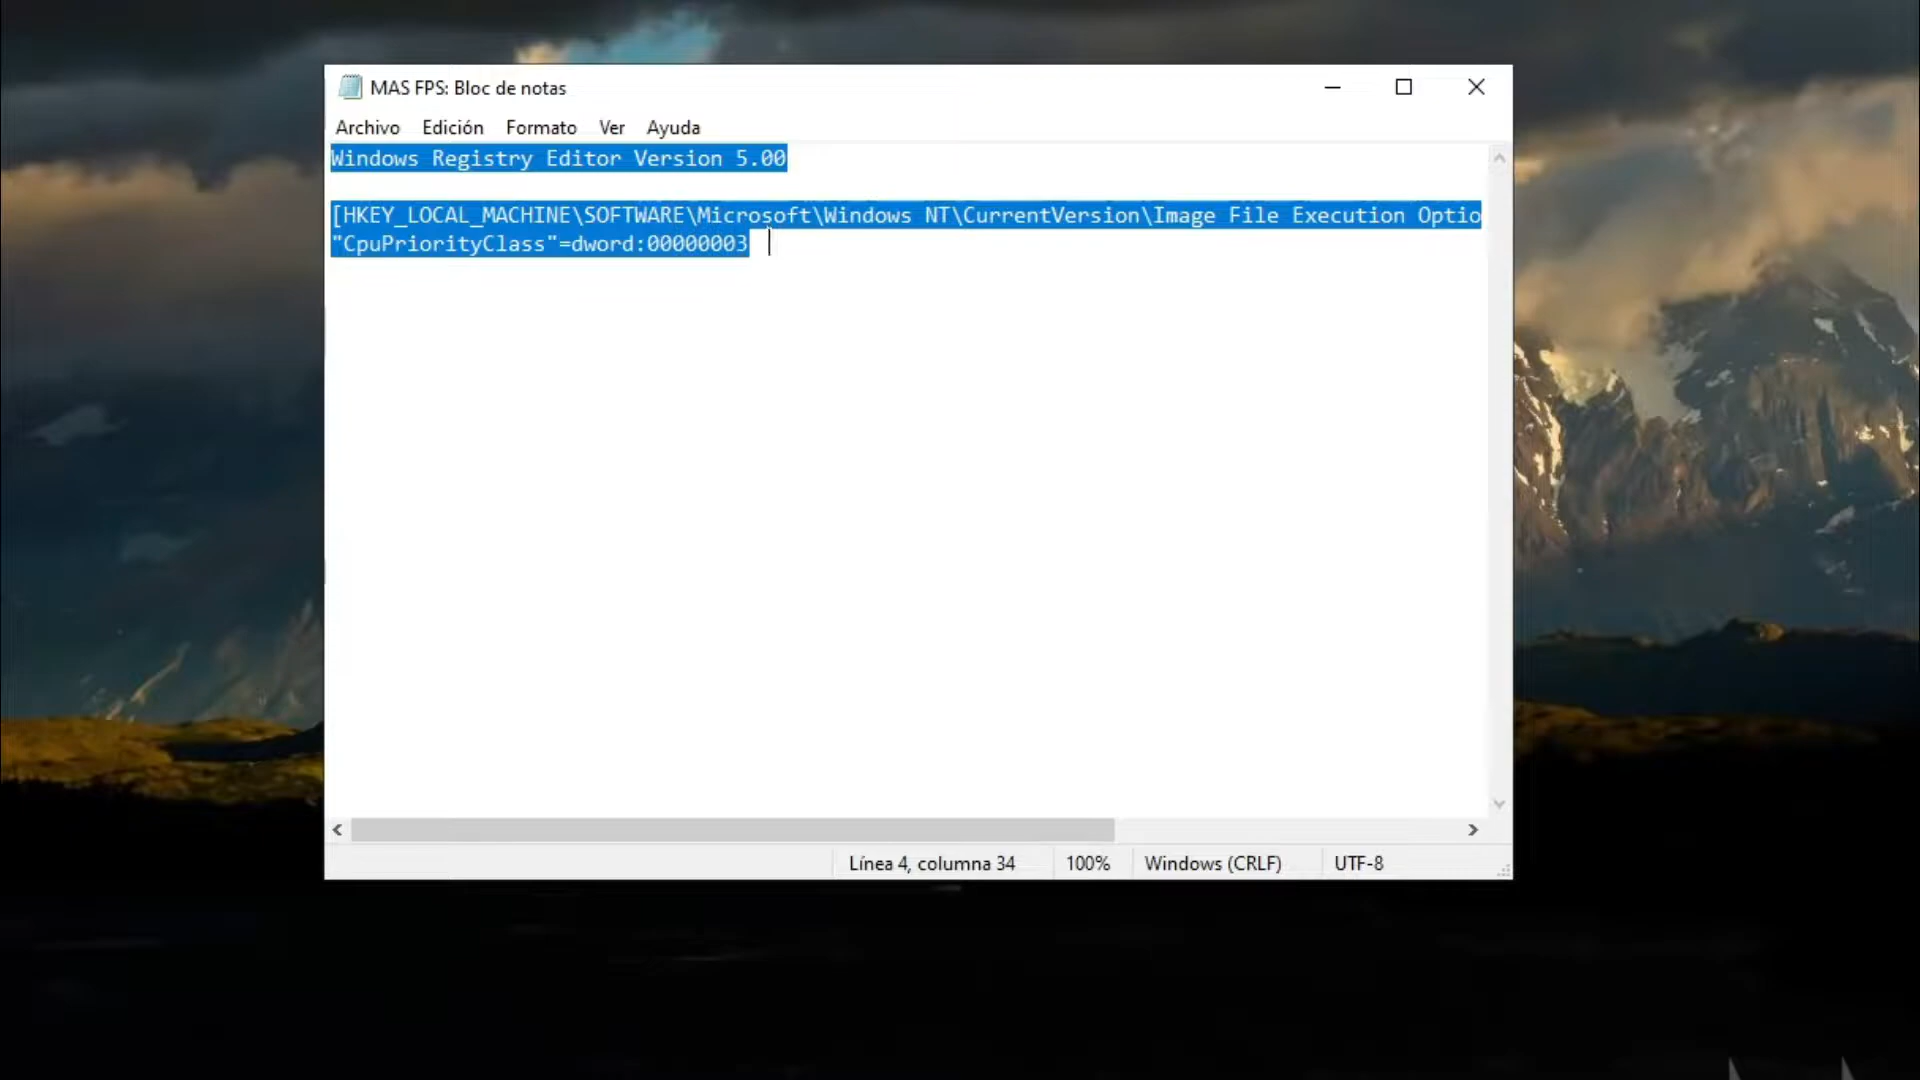 MAS FPS: Bloc de notas
Archivo Edición Formato Ver Ayuda
Windows Registry Editor Version 5.00
[HKEY_LOCAL_MACHINE\SOFTWARE\Microsoft\Windows NT\CurrentVersion\Image File Execution Optio
"CpuPriorityClass"=dword:00000003
Línea 4, columna 34 100% Windows (CRLF) UTF-8